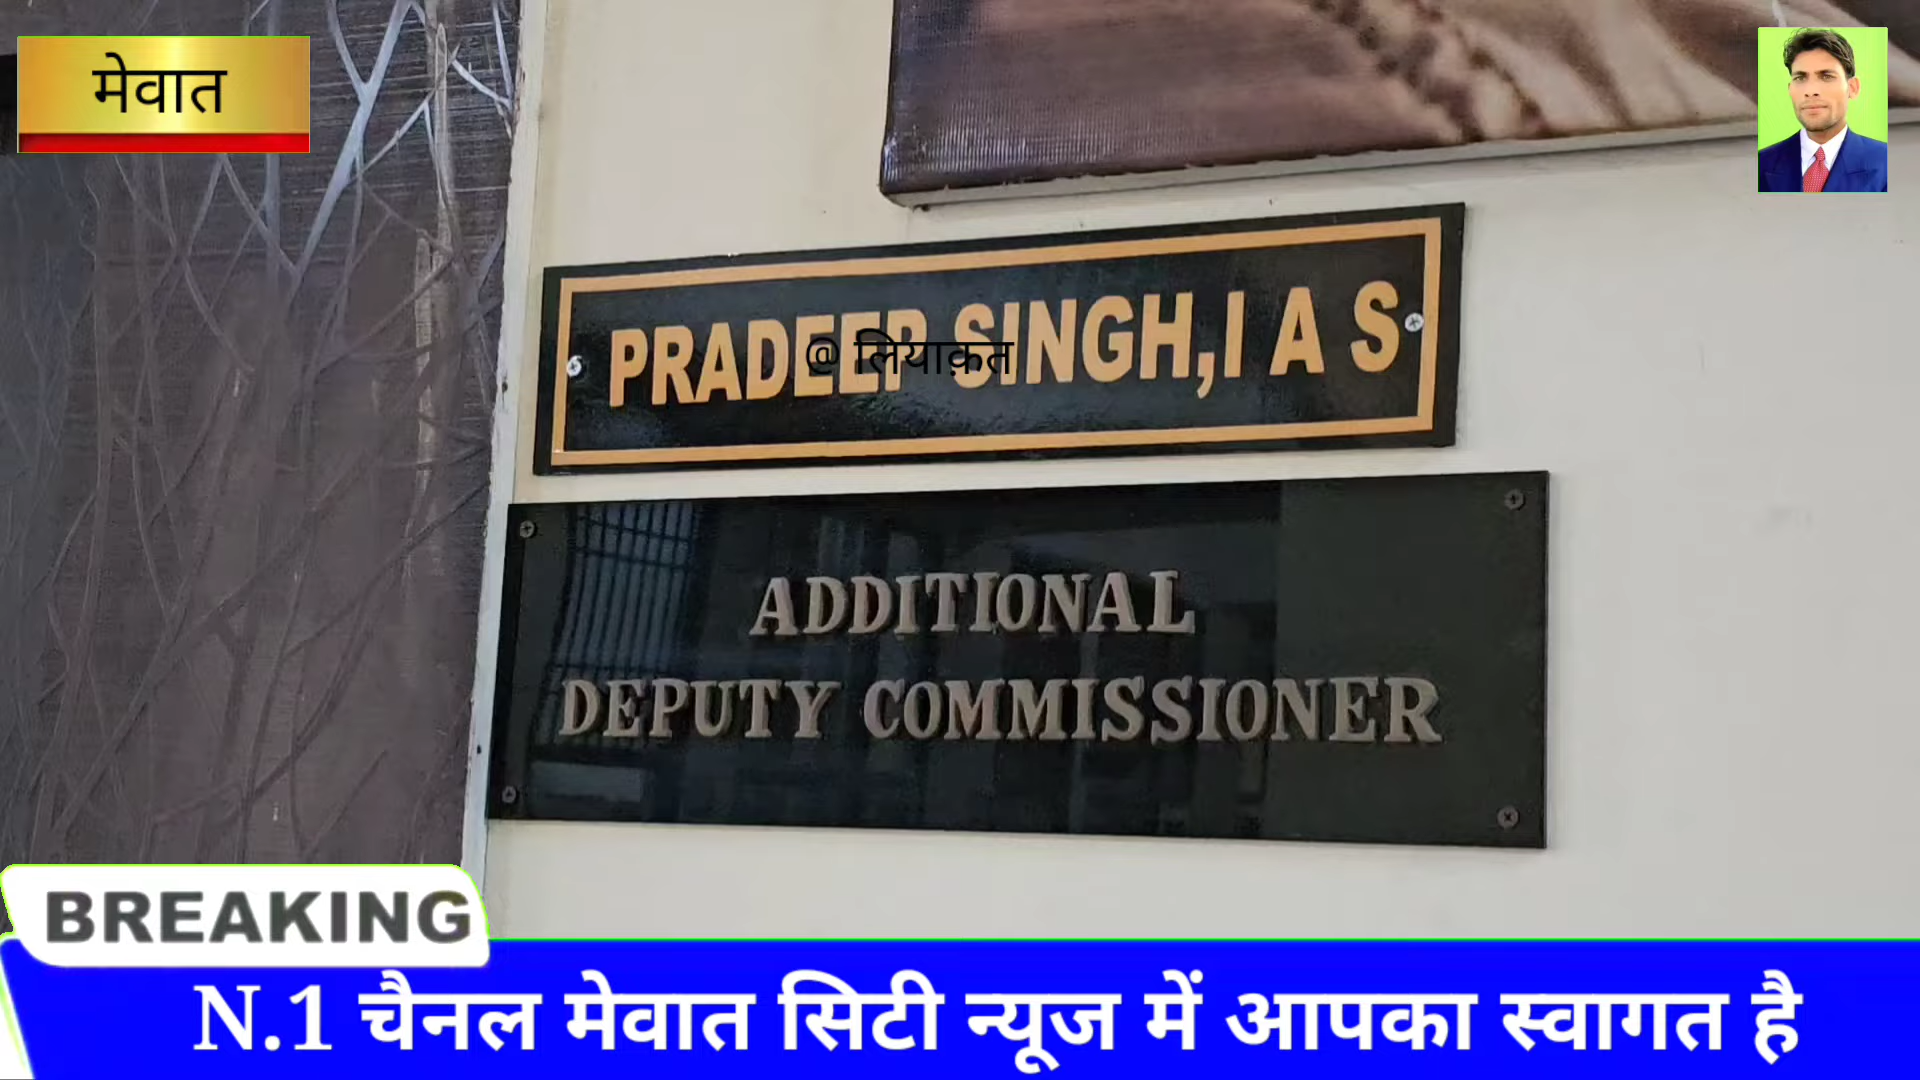 मेवात
PRADEEP SINGH,I A S
@ लियाक़त
ADDITIONAL
DEPUTY COMMISSIONER
BREAKING
N.1 चैनल मेवात सिटी न्यूज में आपका स्वागत है